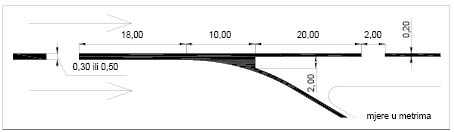 18,00 10,00 20,00 2,00 0,20
0,30 ili 0,50
2,00
mjere u metrima